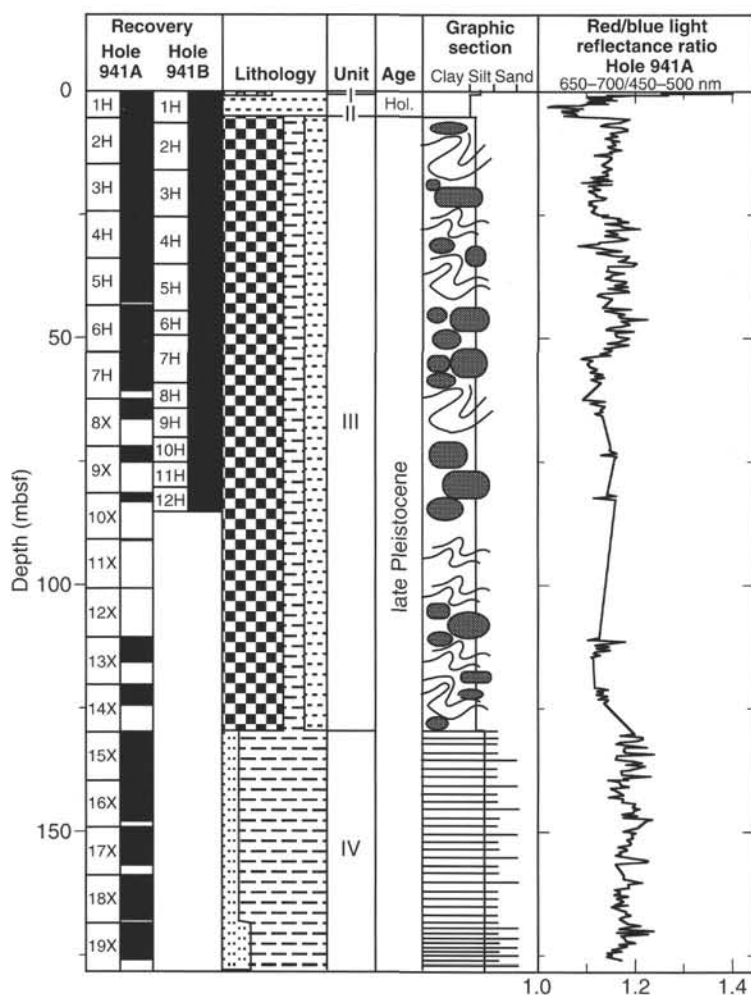 Recovery
Hole 941A
Hole 941B
Lithology
Unit
Age
Graphic section
Clay Silt Sand
Red/blue light
reflectance ratio
Hole 941A
650–700/450–500 nm
0
50
100
150
Depth (mbsf)
1H
2H
3H
4H
5H
6H
7H
8X
9X
10X
11X
12X
13X
14X
15X
16X
17X
18X
19X
1H
2H
3H
4H
5H
6H
7H
8H
9H
10H
11H
12H
I
II
III
IV
Hol.
late Pleistocene
1.0
1.2
1.4